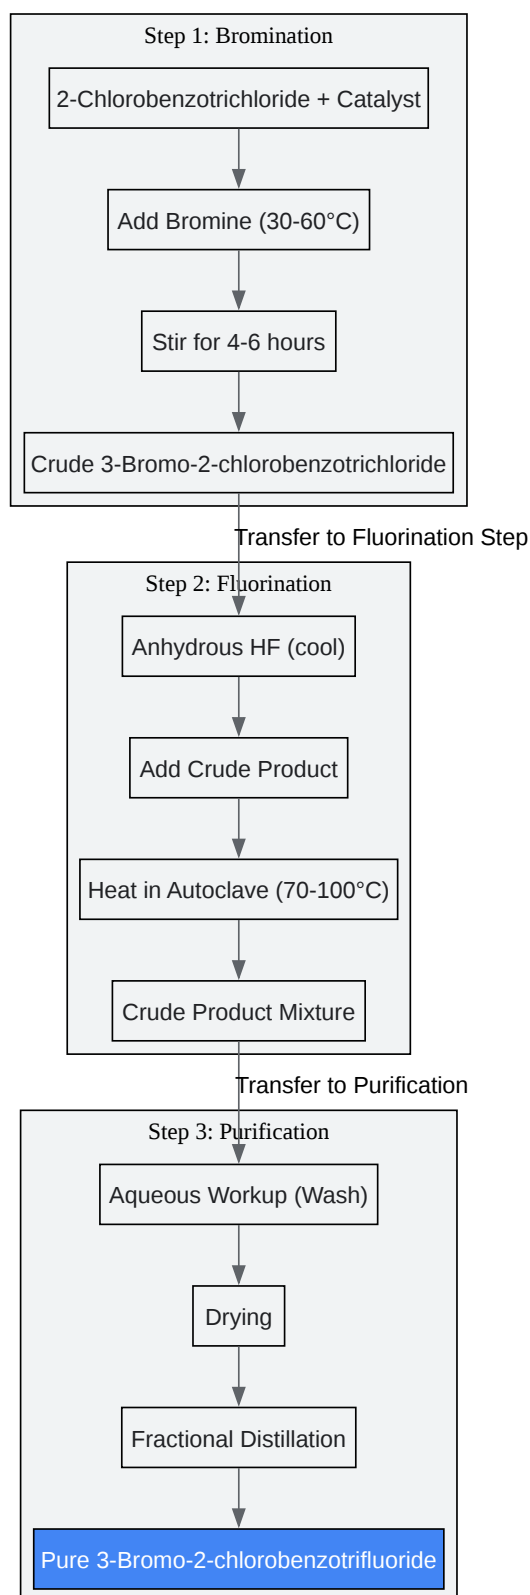 Step 1: Bromination
2-Chlorobenzotrichloride + Catalyst
Add Bromine (30-60°C)
Stir for 4-6 hours
Crude 3-Bromo-2-chlorobenzotrichloride
Transfer to Fluorination Step
Step 2: Fluorination
Anhydrous HF (cool)
Add Crude Product
Heat in Autoclave (70-100°C)
Crude Product Mixture
Transfer to Purification
Step 3: Purification
Aqueous Workup (Wash)
Drying
Fractional Distillation
Pure 3-Bromo-2-chlorobenzotrifluoride